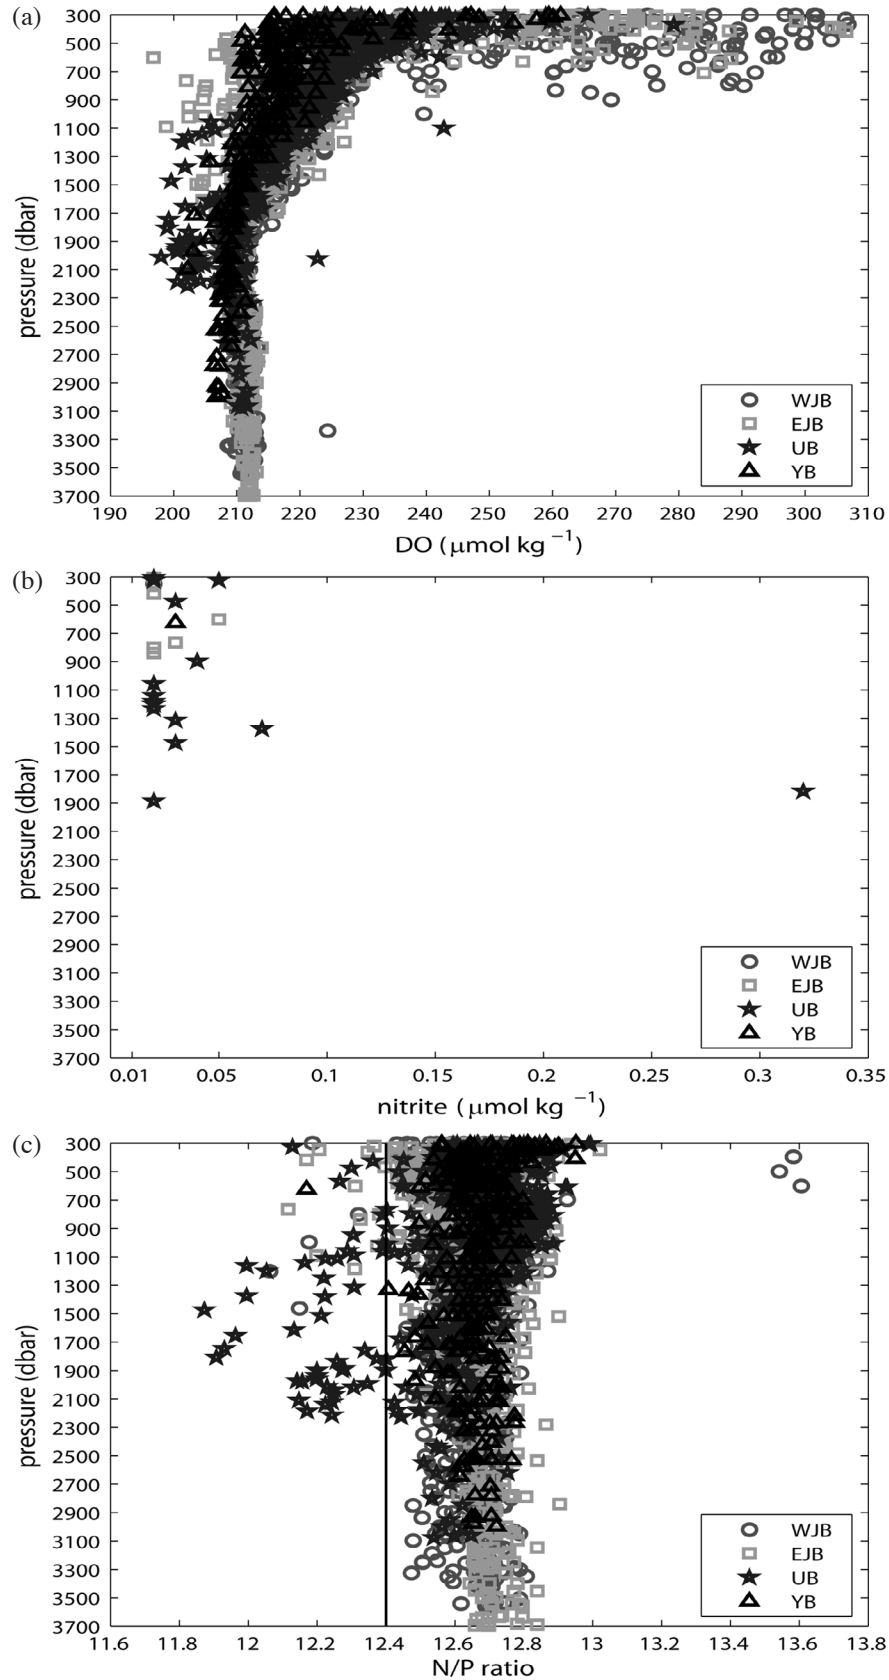 (a)
300
500
700
900
1100
1300
1500
1700
1900
2100
2300
2500
2700
2900
3100
3300
3500
3700
pressure (dbar)
WJB
EJB
UB
YB
190 200 210 220 230 240 250 260 270 280 290 300 310
DO (μmol kg −1)
(b)
300
500
700
900
1100
1300
1500
1700
1900
2100
2300
2500
2700
2900
3100
3300
3500
3700
pressure (dbar)
WJB
EJB
UB
YB
0.01 0.05 0.1 0.15 0.2 0.25 0.3 0.35
nitrite (μmol kg −1)
(c)
300
500
700
900
1100
1300
1500
1700
1900
2100
2300
2500
2700
2900
3100
3300
3500
3700
pressure (dbar)
WJB
EJB
UB
YB
11.6 11.8 12 12.2 12.4 12.6 12.8 13 13.2 13.4 13.6 13.8
N/P ratio